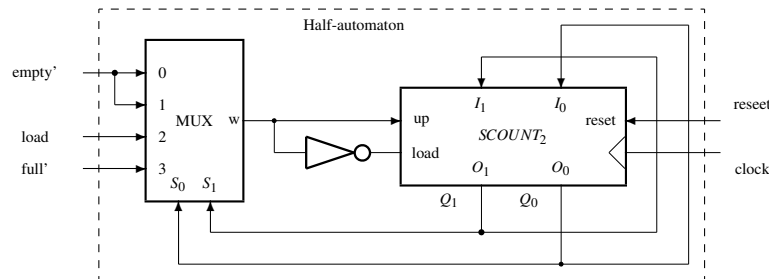 Half-automaton
empty' 0 I1 I0 reseet
1 up reset
MUX w SCOUNT2
load 2 load clock
full' 3 O1 O0
S0 S1 Q1 Q0